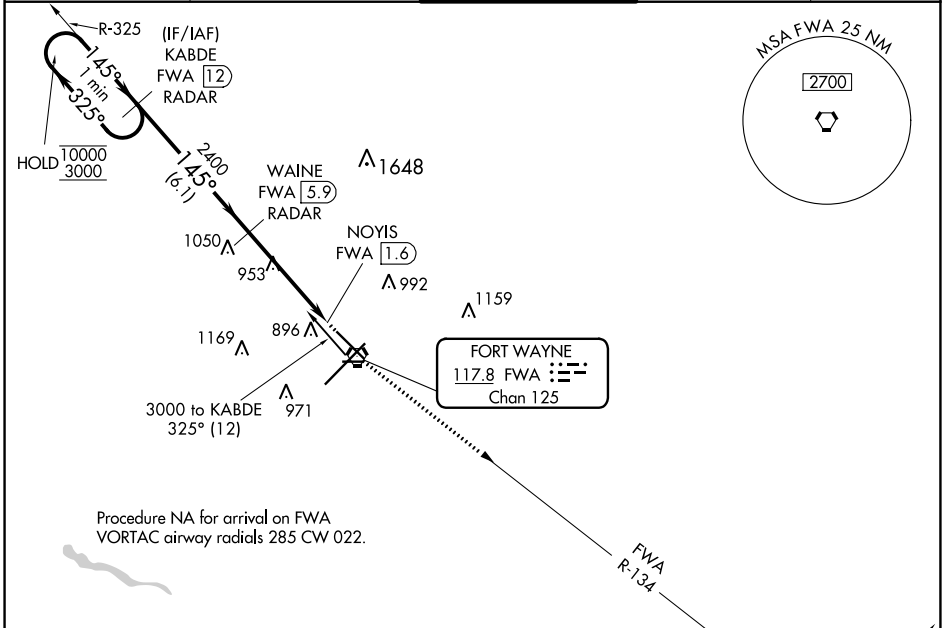 R-325
(IF/IAF)
KABDE
FWA 12
RADAR
145°
1 min
325°
HOLD 10000
3000
2400
145°
(6.1)
WAINE
FWA 5.9
RADAR
1648
MSA FWA 25 NM
2700
1050
953
NOYIS
FWA 1.6
992
1159
1169
896
FORT WAYNE
117.8 FWA
Chan 125
971
3000 to KABDE
325° (12)
Procedure NA for arrival on FWA
VORTAC airway radials 285 CW 022.
FWA
R-134